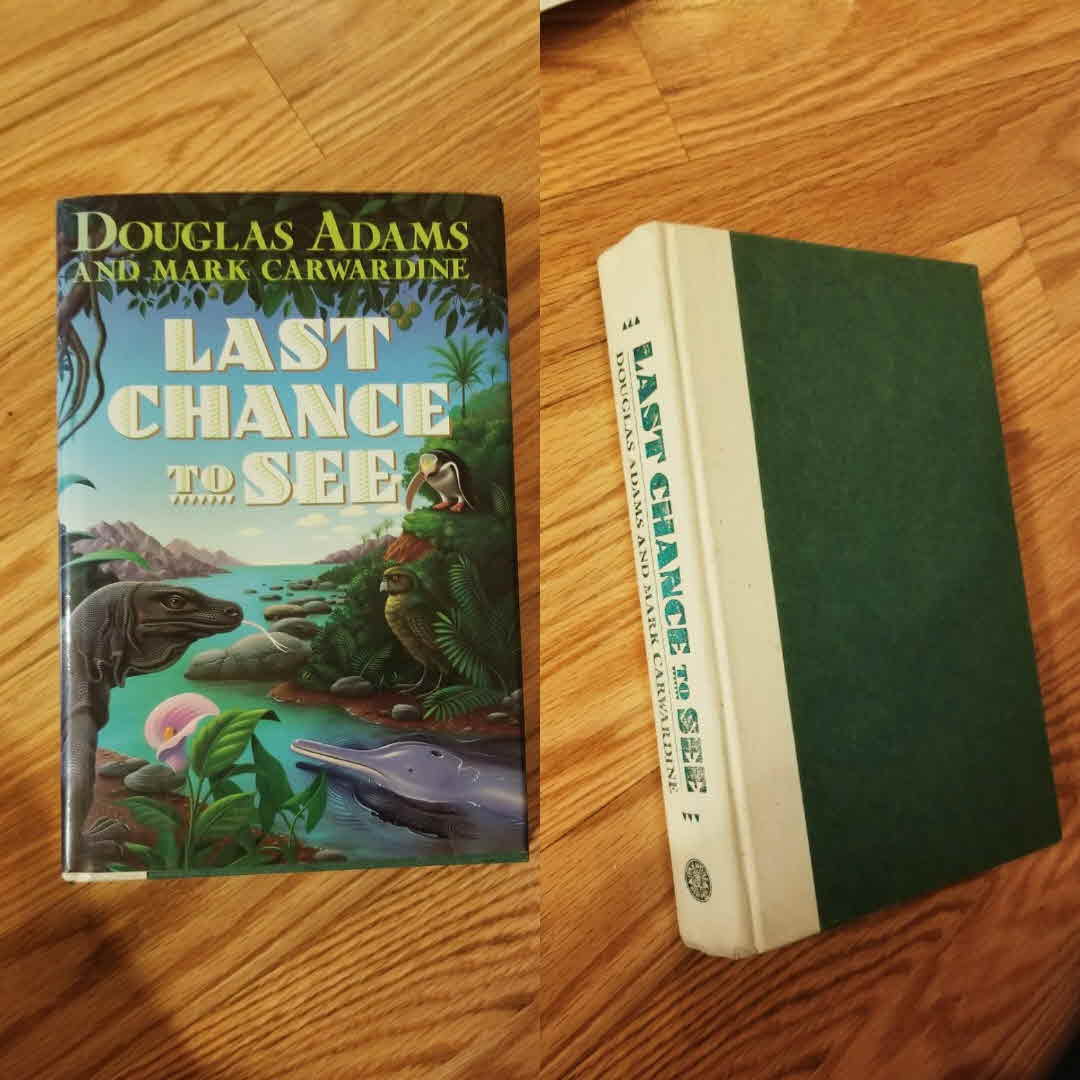 DOUGLAS ADAMS
AND MARK CARWARDINE
LAST
CHANCE
TO SEE
LAST CHANCE TO SEE
DOUGLAS ADAMS AND MARK CARWARDINE